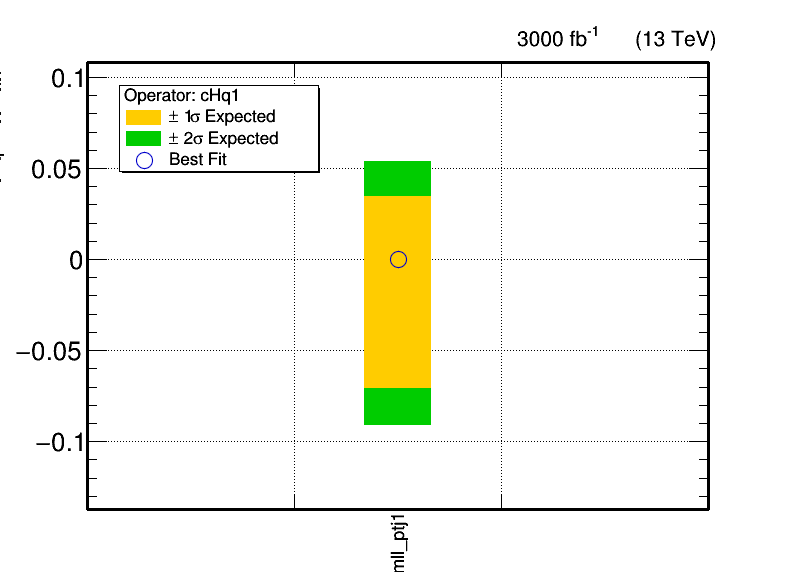 3000 fb-1 (13 TeV)
0.1
Operator: cHq1
± 1σ Expected
± 2σ Expected
Best Fit
0.05
0
−0.05
−0.1
mll_ptj1